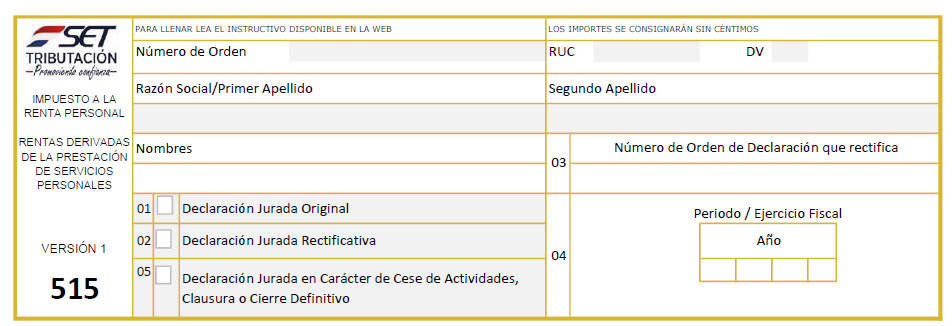 SET
TRIBUTACIÓN
Promoviendo confianza
IMPUESTO A LA
RENTA PERSONAL
RENTAS DERIVADAS
DE LA PRESTACIÓN
DE SERVICIOS
PERSONALES
VERSIÓN 1
515
PARA LLENAR LEA EL INSTRUCTIVO DISPONIBLE EN LA WEB
LOS IMPORTES SE CONSIGNARÁN SIN CÉNTIMOS
Número de Orden
RUC DV
Razón Social/Primer Apellido
Segundo Apellido
Nombres
03 Número de Orden de Declaración que rectifica
01 Declaración Jurada Original
02 Declaración Jurada Rectificativa
05 Declaración Jurada en Carácter de Cese de Actividades,
Clausura o Cierre Definitivo
04 Periodo / Ejercicio Fiscal
Año